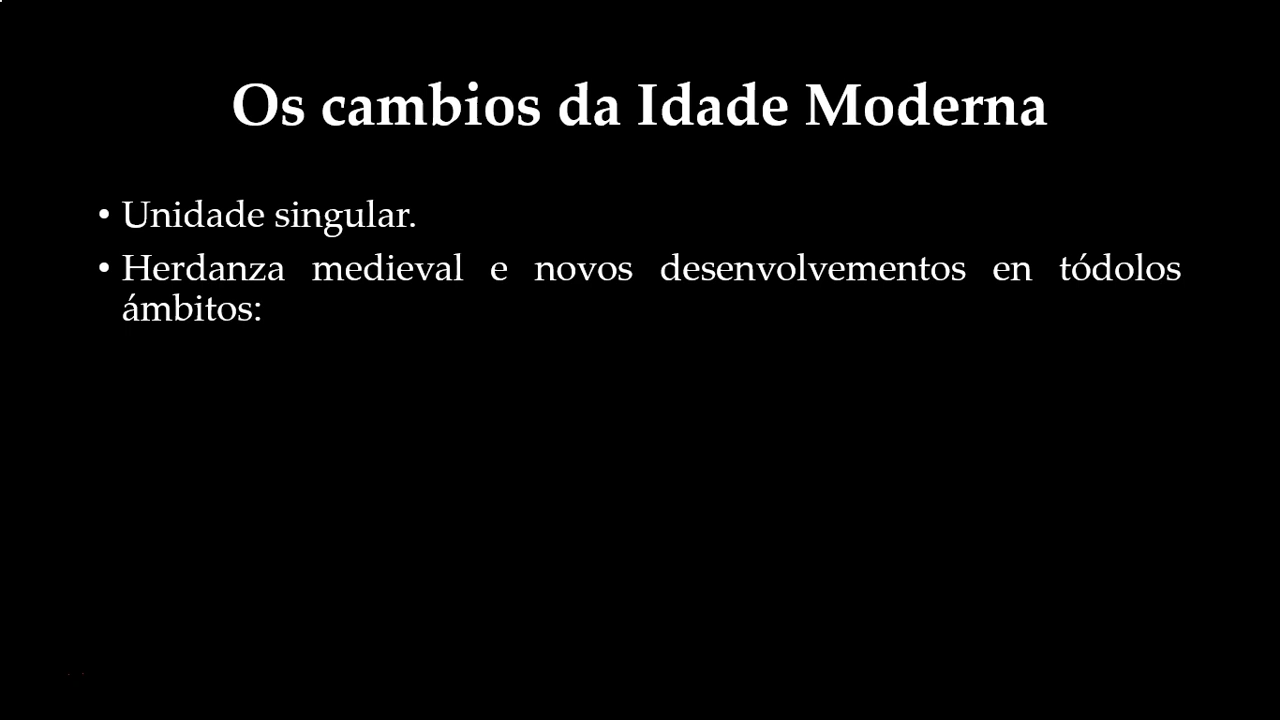 Os cambios da Idade Moderna
• Unidade singular.
• Herdanza medieval e novos desenvolvementos en tódolos
ámbitos: